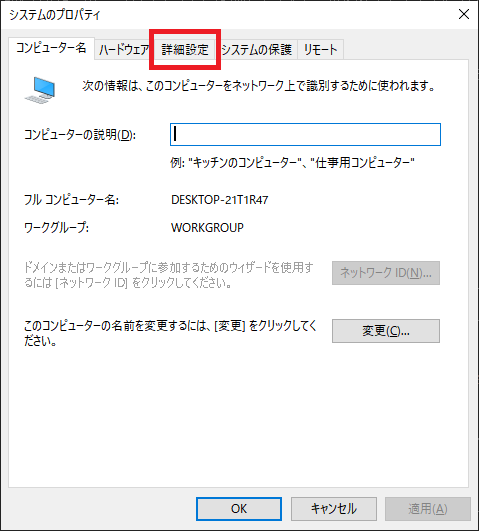 システムのプロパティ
コンピューター名 ハードウェア 詳細設定 システムの保護 リモート
次の情報は、このコンピューターをネットワーク上で識別するために使われます。
コンピューターの説明(D):
例: "キッチンのコンピューター"、"仕事用コンピューター"
フル コンピューター名: DESKTOP-21T1R47
ワークグループ: WORKGROUP
ドメインまたはワークグループに参加するためのウィザードを使用す
るには [ネットワーク ID] をクリックしてください。
ネットワーク ID(N)...
このコンピューターの名前を変更するには、[変更] をクリックしてく
ださい。
変更(C)...
OK キャンセル 適用(A)